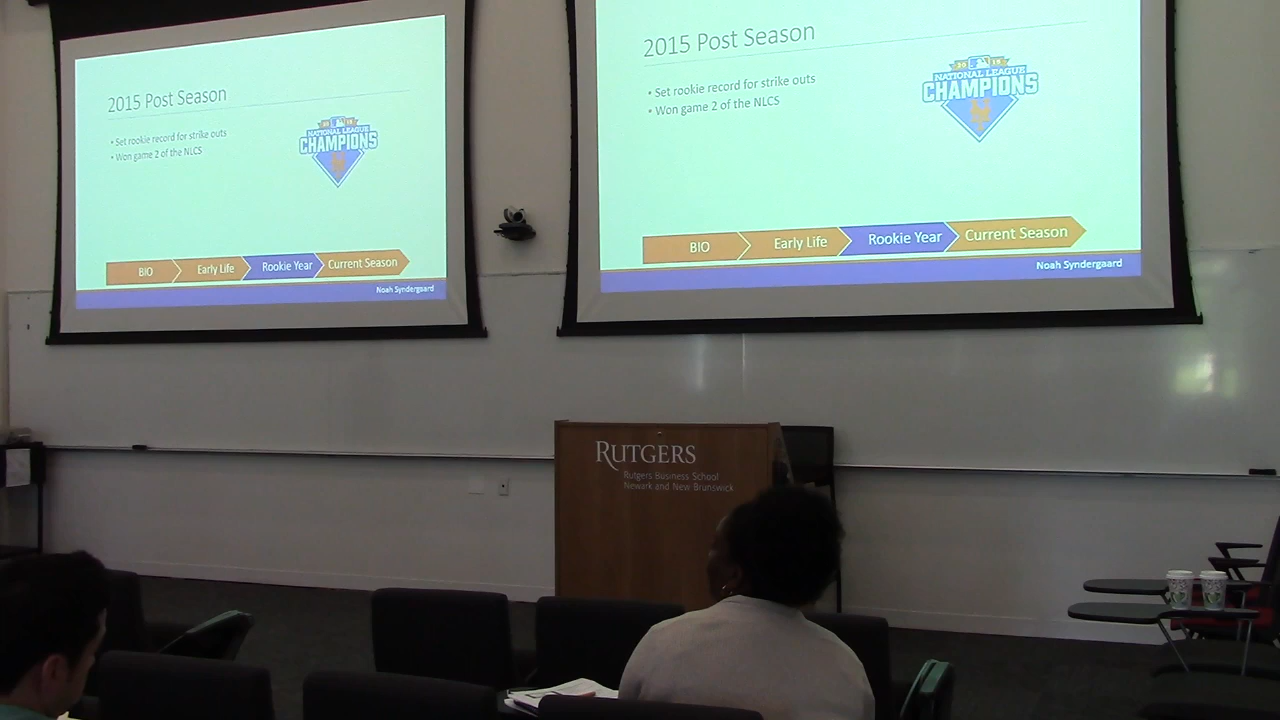 2015 Post Season
• Set rookie record for strike outs
• Won game 2 of the NLCS
2015
NATIONAL LEAGUE
CHAMPIONS
BIO
Early Life
Rookie Year
Current Season
Noah Syndergaard
2015 Post Season
• Set rookie record for strike outs
• Won game 2 of the NLCS
2015
NATIONAL LEAGUE
CHAMPIONS
BIO
Early Life
Rookie Year
Current Season
Noah Syndergaard
RUTGERS
Rutgers Business School
Newark and New Brunswick